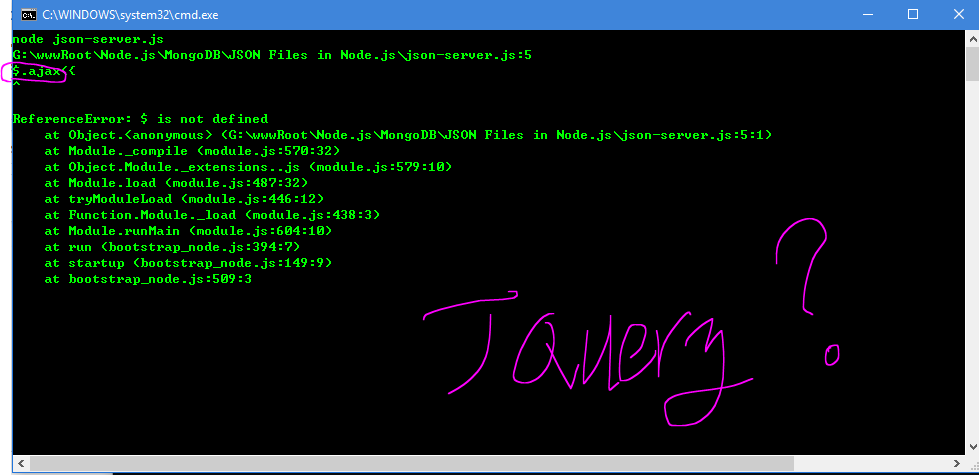 C:\WINDOWS\system32\cmd.exe
node json-server.js
G:\wwwRoot\Node.js\MongoDB\JSON Files in Node.js\json-server.js:5
$.ajax({
^
ReferenceError: $ is not defined
    at Object.<anonymous> (G:\wwwRoot\Node.js\MongoDB\JSON Files in Node.js\json-server.js:5:1)
    at Module._compile (module.js:570:32)
    at Object.Module._extensions..js (module.js:579:10)
    at Module.load (module.js:487:32)
    at tryModuleLoad (module.js:446:12)
    at Function.Module._load (module.js:438:3)
    at Module.runMain (module.js:604:10)
    at run (bootstrap_node.js:394:7)
    at startup (bootstrap_node.js:149:9)
    at bootstrap_node.js:509:3
JQuery ?